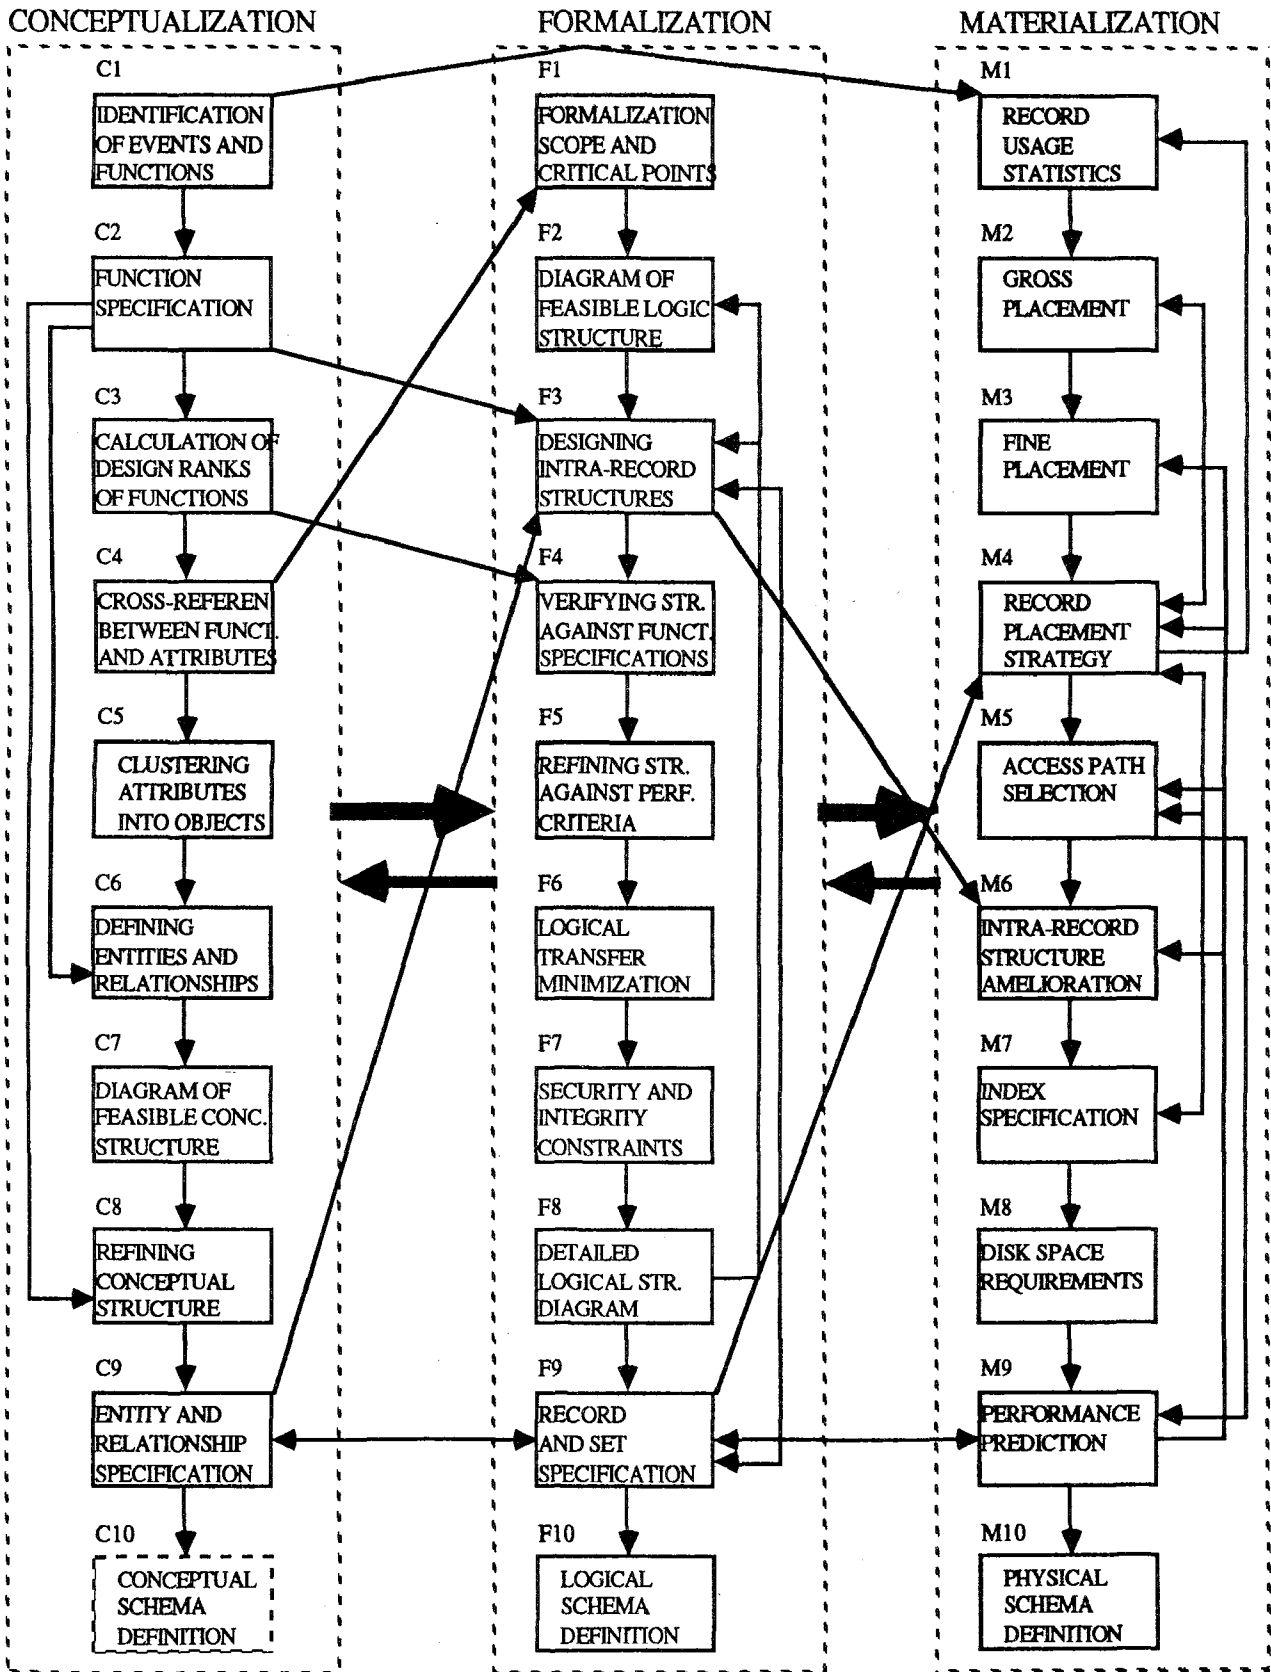 CONCEPTUALIZATION
C1
IDENTIFICATION
OF EVENTS AND
FUNCTIONS
C2
FUNCTION
SPECIFICATION
C3
CALCULATION OF
DESIGN RANKS
OF FUNCTIONS
C4
CROSS-REFEREN
BETWEEN FUNCT.
AND ATTRIBUTES
C5
CLUSTERING
ATTRIBUTES
INTO OBJECTS
C6
DEFINING
ENTITIES AND
RELATIONSHIPS
C7
DIAGRAM OF
FEASIBLE CONC.
STRUCTURE
C8
REFINING
CONCEPTUAL
STRUCTURE
C9
ENTITY AND
RELATIONSHIP
SPECIFICATION
C10
CONCEPTUAL
SCHEMA
DEFINITION
FORMALIZATION
F1
FORMALIZATION
SCOPE AND
CRITICAL POINTS
F2
DIAGRAM OF
FEASIBLE LOGIC
STRUCTURE
F3
DESIGNING
INTRA-RECORD
STRUCTURES
F4
VERIFYING STR.
AGAINST FUNCT.
SPECIFICATIONS
F5
REFINING STR.
AGAINST PERF.
CRITERIA
F6
LOGICAL
TRANSFER
MINIMIZATION
F7
SECURITY AND
INTEGRITY
CONSTRAINTS
F8
DETAILED
LOGICAL STR.
DIAGRAM
F9
RECORD
AND SET
SPECIFICATION
F10
LOGICAL
SCHEMA
DEFINITION
MATERIALIZATION
M1
RECORD
USAGE
STATISTICS
M2
GROSS
PLACEMENT
M3
FINE
PLACEMENT
M4
RECORD
PLACEMENT
STRATEGY
M5
ACCESS PATH
SELECTION
M6
INTRA-RECORD
STRUCTURE
AMELIORATION
M7
INDEX
SPECIFICATION
M8
DISK SPACE
REQUIREMENTS
M9
PERFORMANCE
PREDICTION
M10
PHYSICAL
SCHEMA
DEFINITION